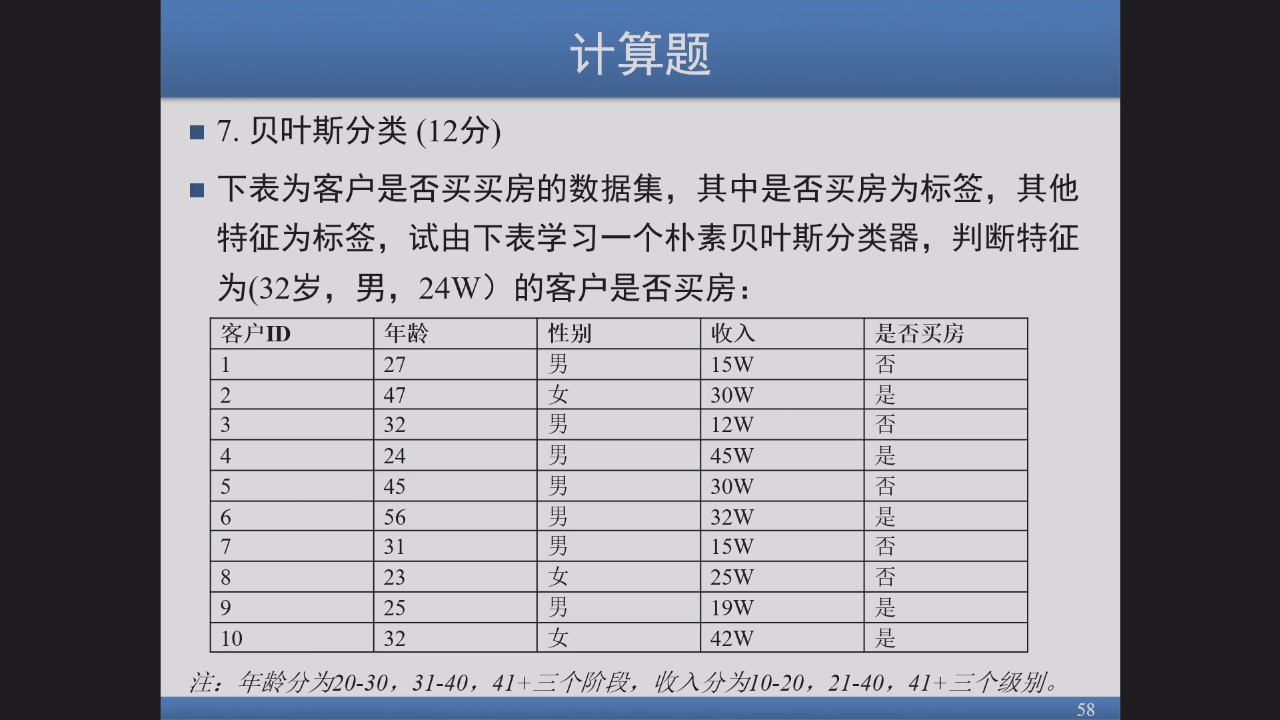 计算题
7. 贝叶斯分类 (12分)
下表为客户是否买买房的数据集，其中是否买房为标签，其他
特征为标签，试由下表学习一个朴素贝叶斯分类器，判断特征
为(32岁，男，24W）的客户是否买房：
客户ID 年龄 性别 收入 是否买房
1 27 男 15W 否
2 47 女 30W 是
3 32 男 12W 否
4 24 男 45W 是
5 45 男 30W 否
6 56 男 32W 是
7 31 男 15W 否
8 23 女 25W 否
9 25 男 19W 是
10 32 女 42W 是
注：年龄分为20-30，31-40，41+三个阶段，收入分为10-20，21-40，41+三个级别。
58